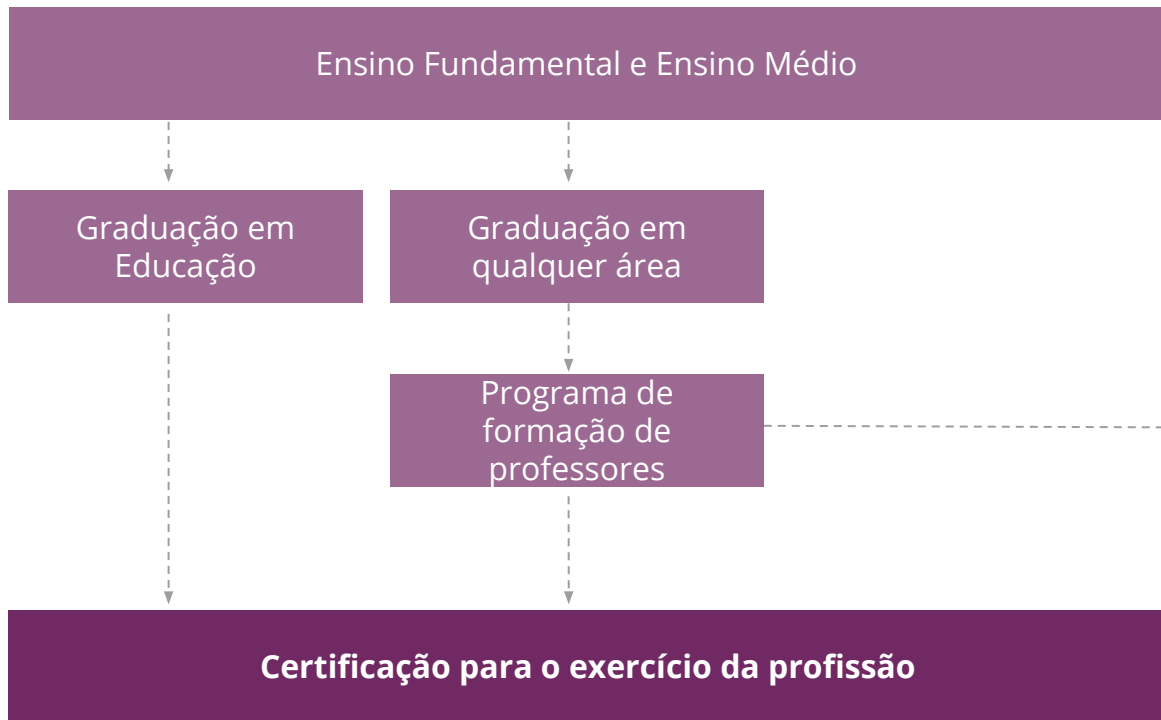 Ensino Fundamental e Ensino Médio
Graduação em
Educação
Graduação em
qualquer área
Programa de
formação de
professores
Certificação para o exercício da profissão